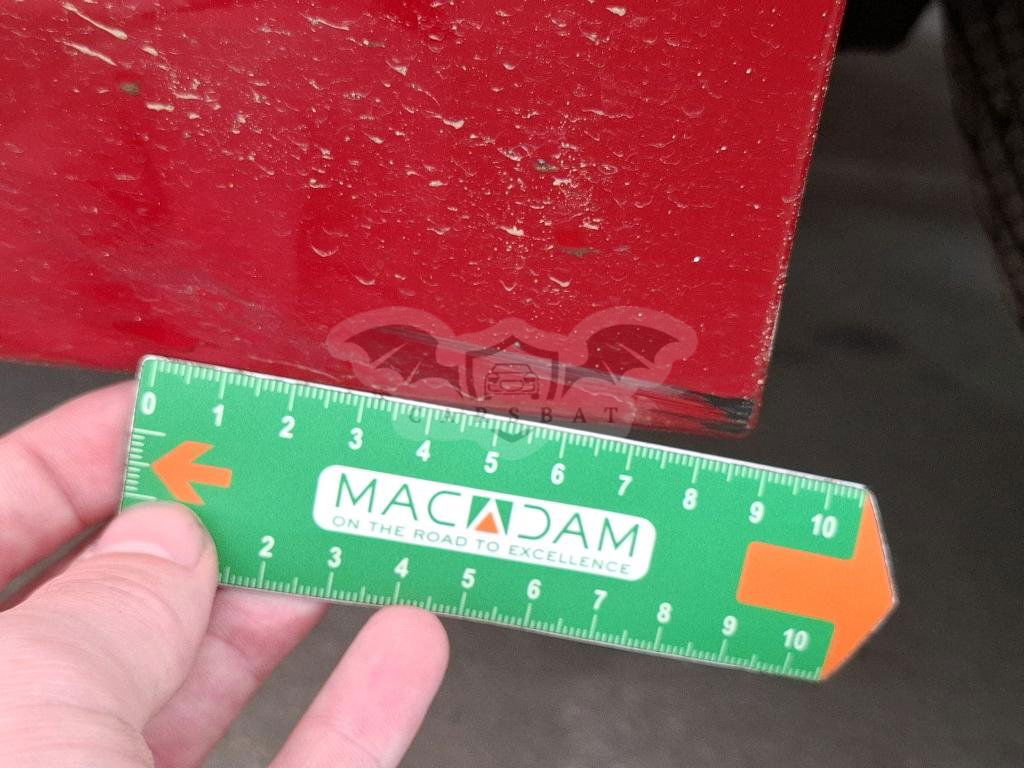 CARSBAT
0 1 2 3 4 5 6 7 8 9 10
MACADAM
ON THE ROAD TO EXCELLENCE
2 3 4 5 6 7 8 9 10